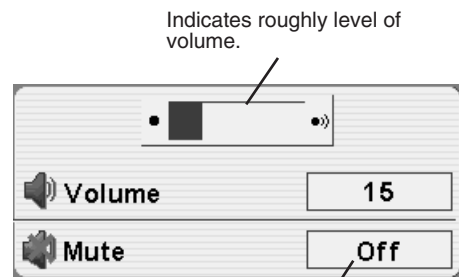 Indicates roughly level of
volume.
Volume 15
Mute Off